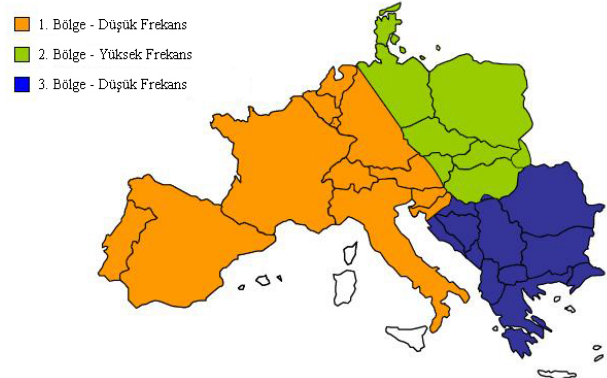 1. Bölge - Düşük Frekans
2. Bölge - Yüksek Frekans
3. Bölge - Düşük Frekans